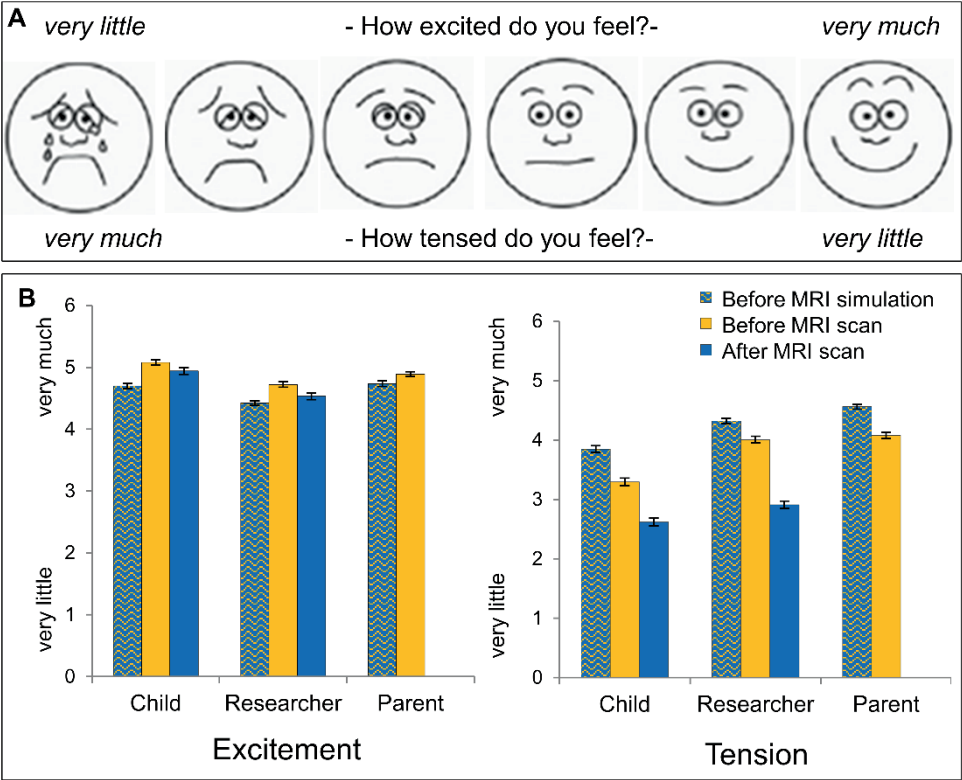 A
very little - How excited do you feel?- very much
very much - How tensed do you feel?- very little
B
very much
very little
6
5
4
3
2
1
0
Child Researcher Parent
Excitement
Before MRI simulation
Before MRI scan
After MRI scan
very much
very little
6
5
4
3
2
1
0
Child Researcher Parent
Tension